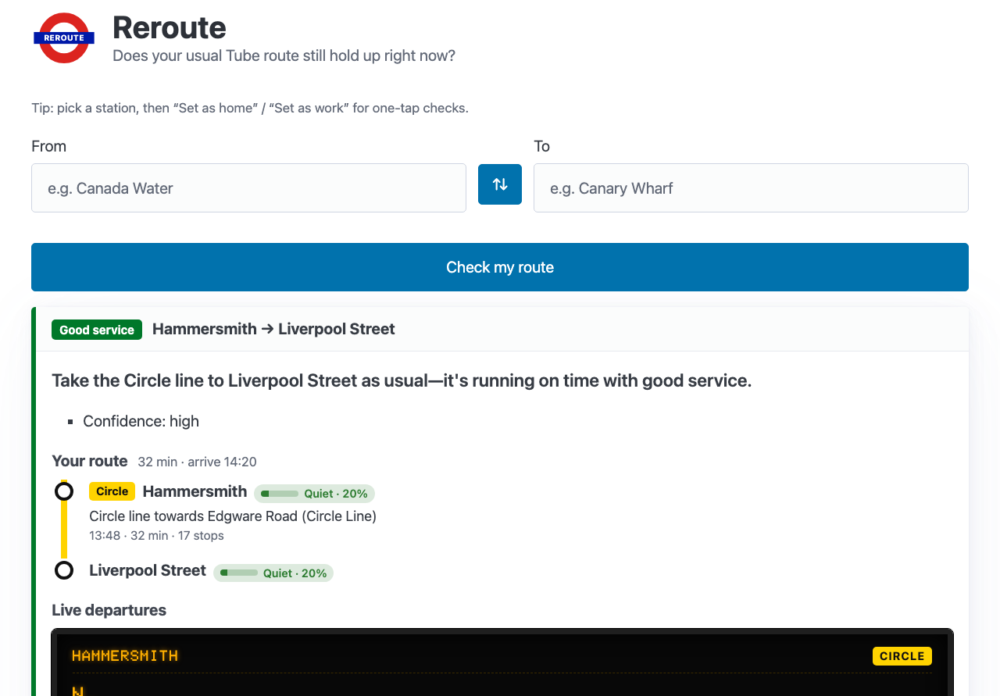 REROUTE
Reroute
Does your usual Tube route still hold up right now?
Tip: pick a station, then “Set as home” / “Set as work” for one-tap checks.
From
To
e.g. Canada Water
e.g. Canary Wharf
Check my route
Good service Hammersmith → Liverpool Street
Take the Circle line to Liverpool Street as usual—it's running on time with good service.
Confidence: high
Your route 32 min · arrive 14:20
Circle Hammersmith Quiet · 20%
Circle line towards Edgware Road (Circle Line)
13:48 · 32 min · 17 stops
Liverpool Street Quiet · 20%
Live departures
HAMMERSMITH CIRCLE